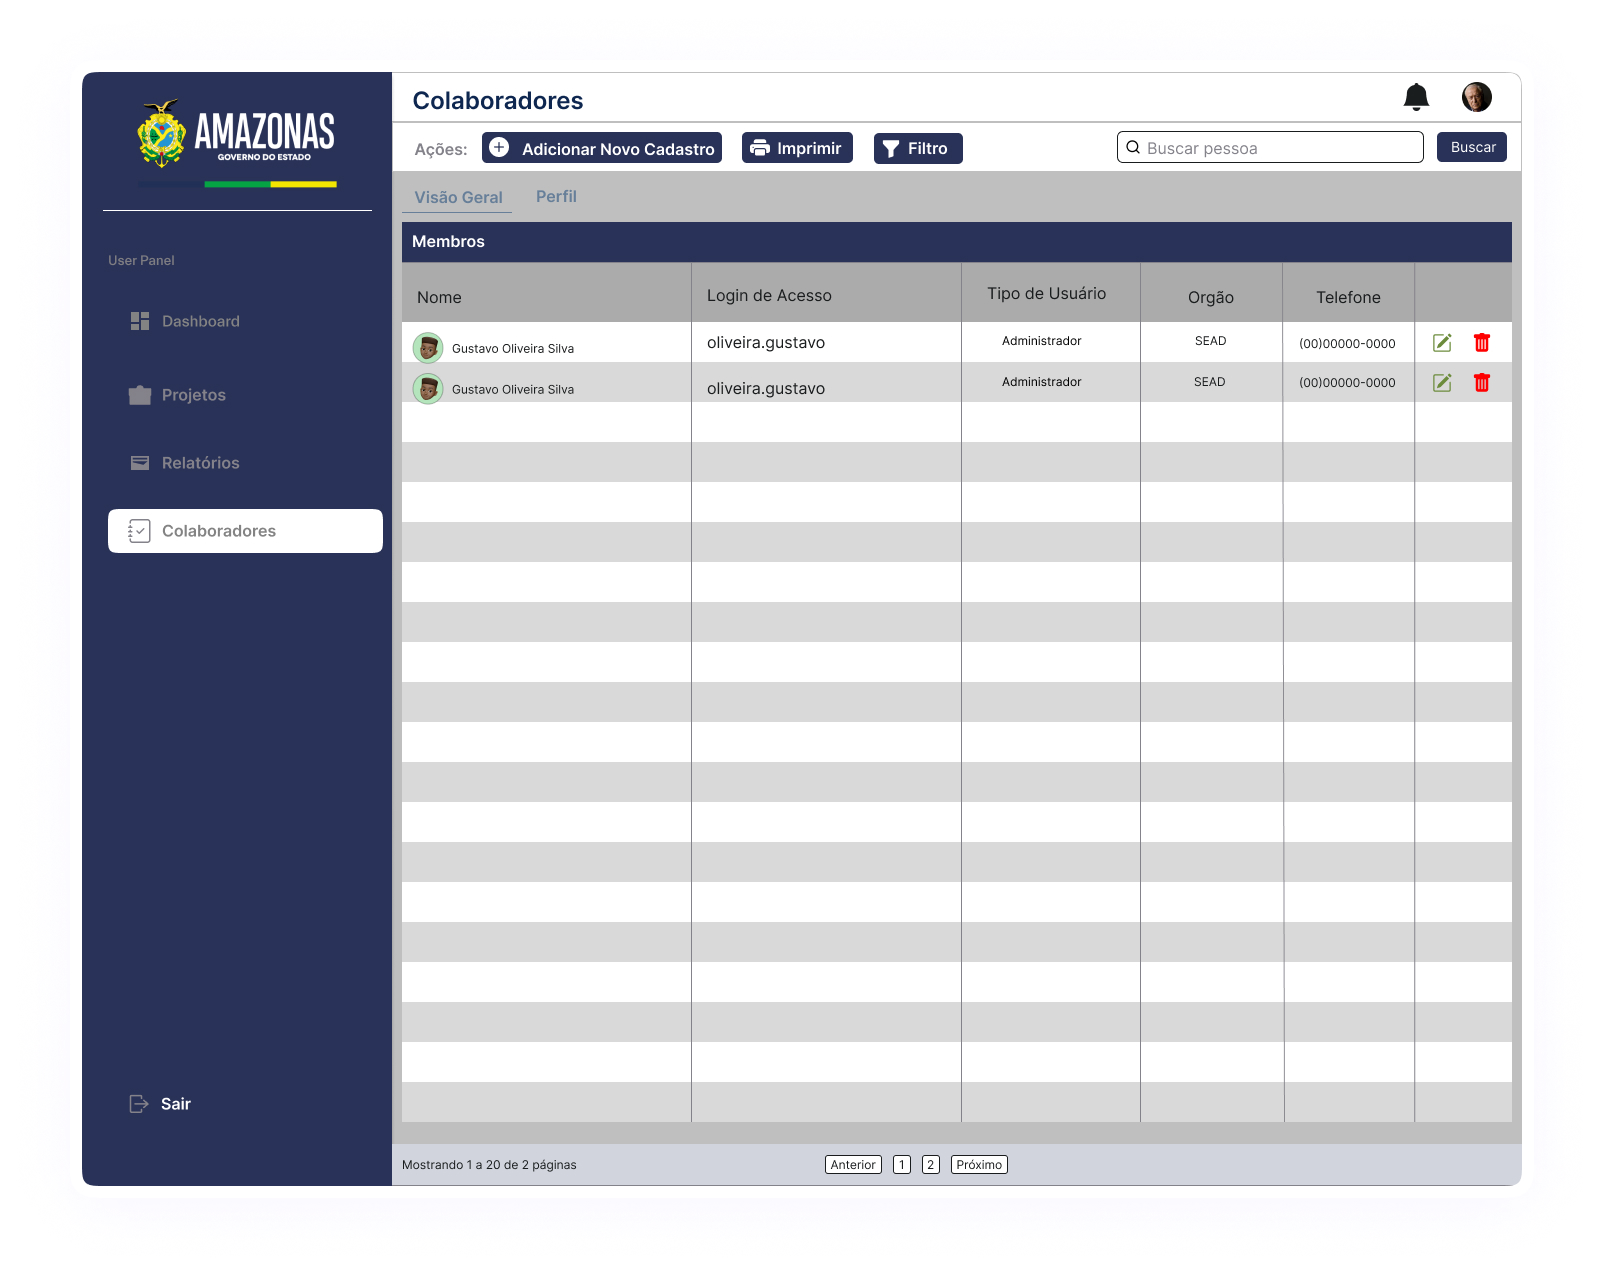 AMAZONAS
GOVERNO DO ESTADO
User Panel
Dashboard
Projetos
Relatórios
Colaboradores
Sair
Colaboradores
Ações: Adicionar Novo Cadastro Imprimir Filtro Buscar pessoa Buscar
Visão Geral Perfil
Membros
Nome Login de Acesso Tipo de Usuário Orgão Telefone
Gustavo Oliveira Silva oliveira.gustavo Administrador SEAD (00)00000-0000
Gustavo Oliveira Silva oliveira.gustavo Administrador SEAD (00)00000-0000
Mostrando 1 a 20 de 2 páginas Anterior 1 2 Próximo